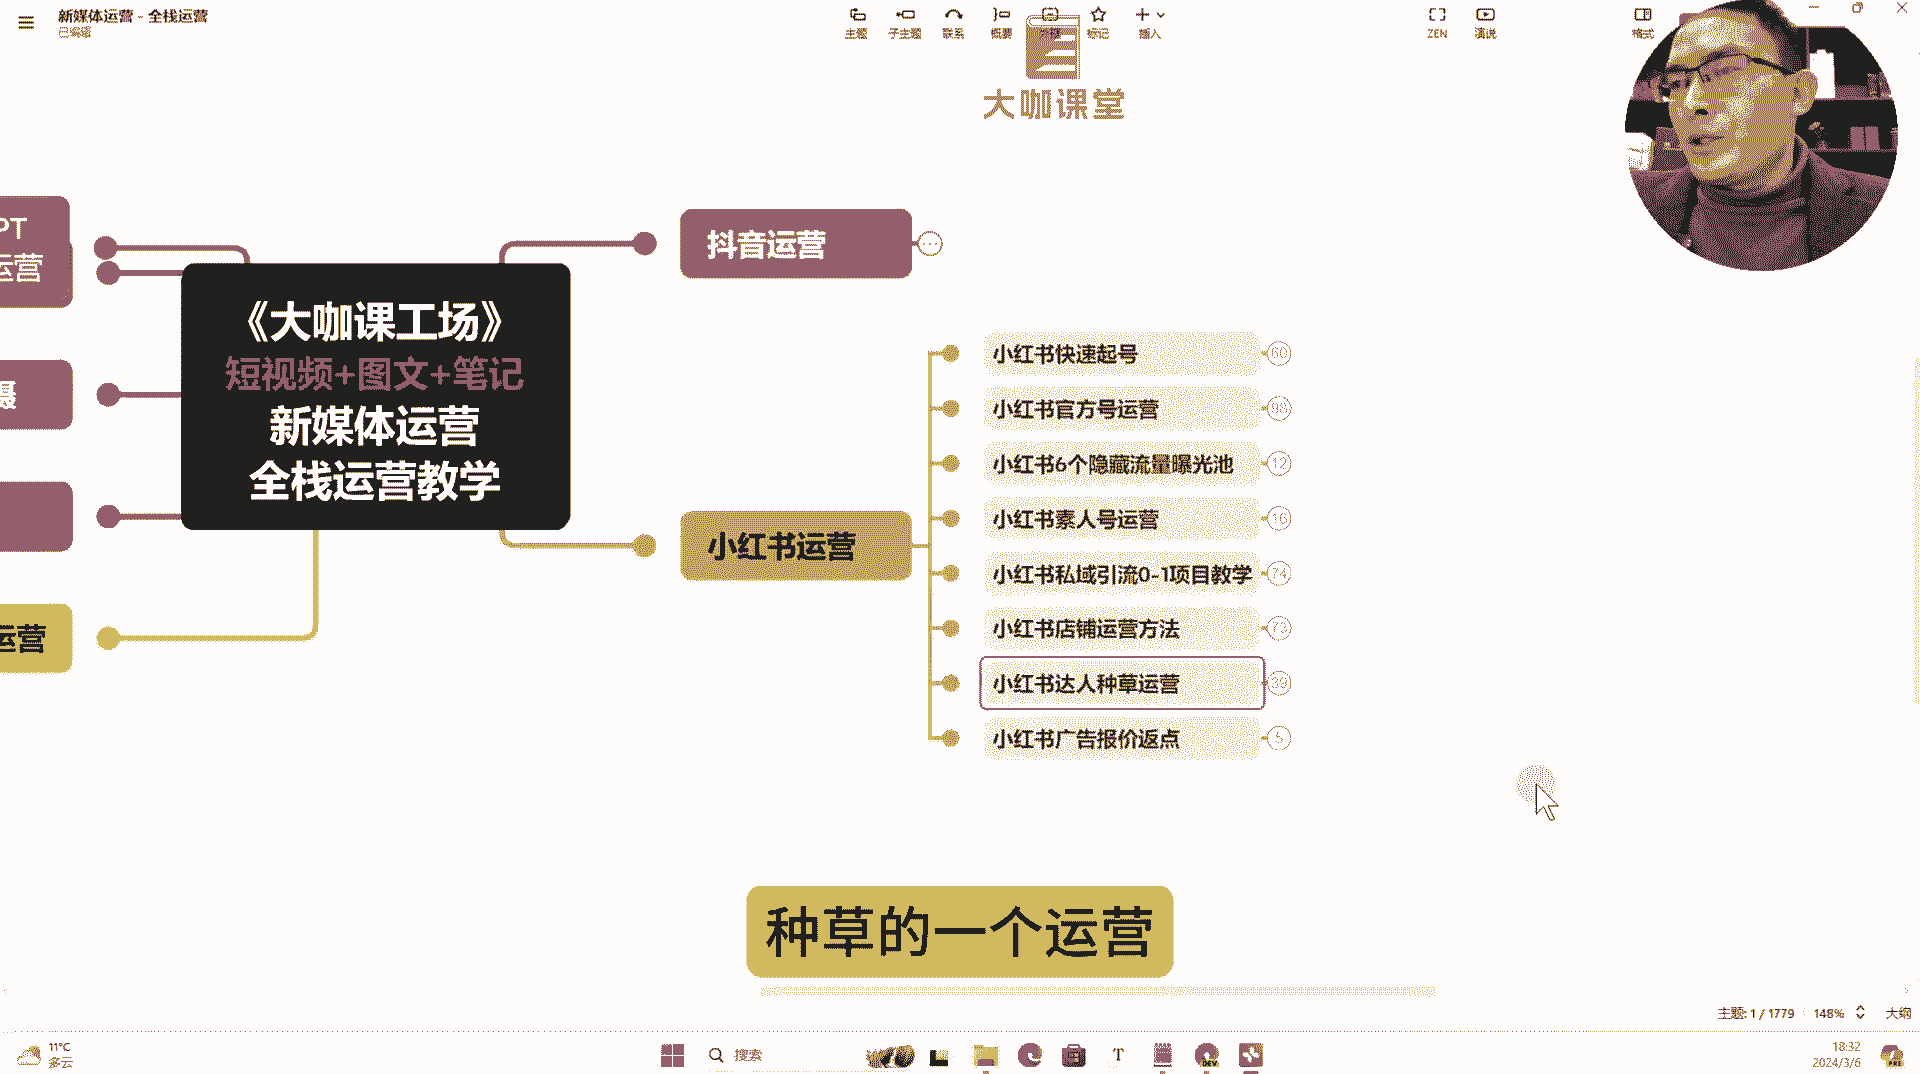 新媒体运营 - 全栈运营
已编辑
主题
子主题
联系
概要
外框
标记
插入
ZEN
演说
格式
大咖课堂
PT
运营
摄
运营
《大咖课工场》
短视频+图文+笔记
新媒体运营
全栈运营教学
抖音运营
小红书运营
小红书快速起号
60
小红书官方号运营
98
小红书6个隐藏流量曝光池
12
小红书素人号运营
16
小红书私域引流0-1项目教学
74
小红书店铺运营方法
73
小红书达人种草运营
39
小红书广告报价返点
5
种草的一个运营
主题: 1 / 1779
148%
大纲
11°C
多云
搜索
T
DEV
18:32
2024/3/6
PRE